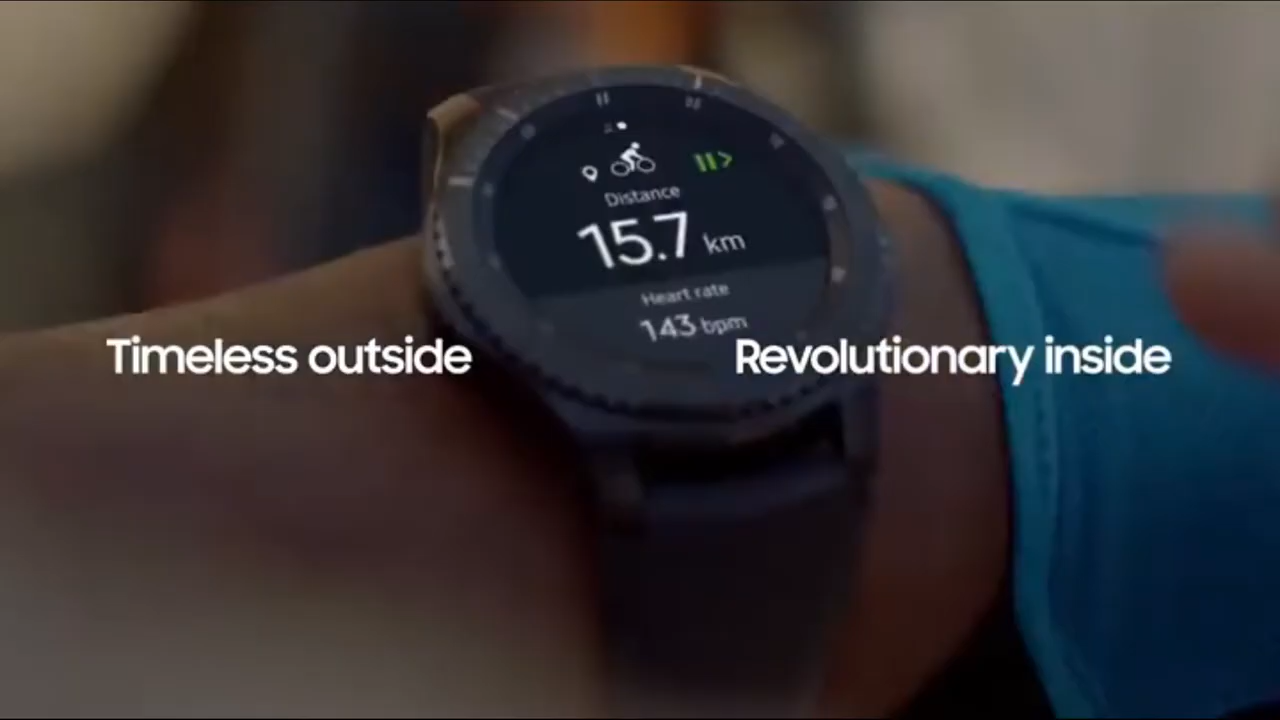 Distance
15.7 km
Heart rate
143 bpm
Timeless outside
Revolutionary inside